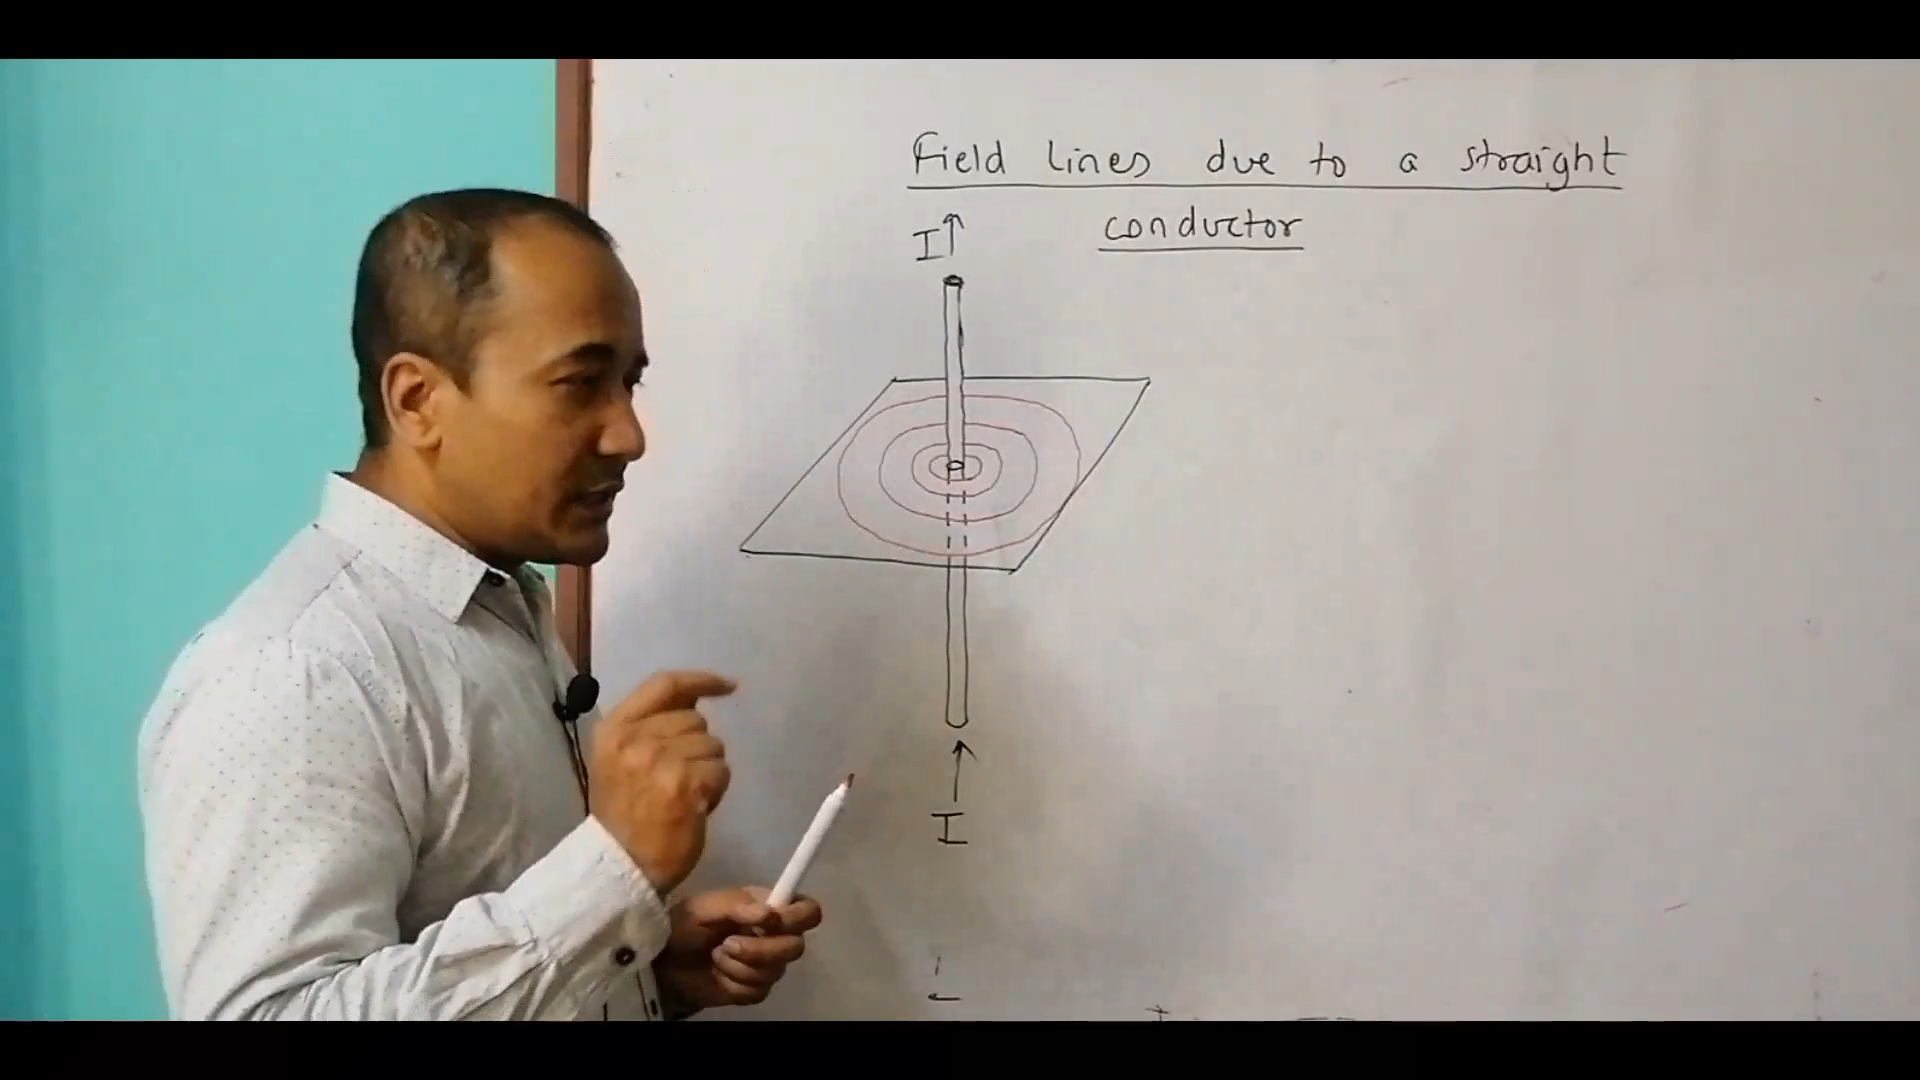 Field lines due to a straight
conductor
I
I